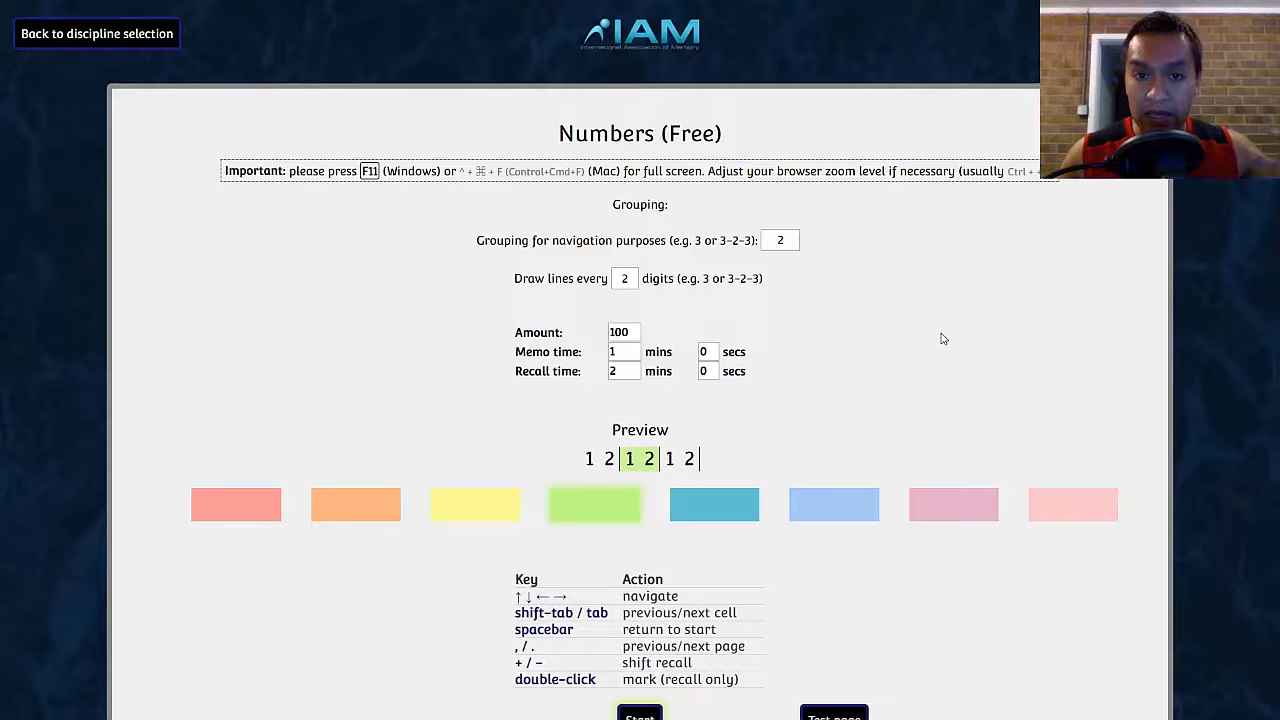 Back to discipline selection
IAM
International Association of Memory
Numbers (Free)
Important: please press F11 (Windows) or ^ + ⌘ + F (Control+Cmd+F) (Mac) for full screen. Adjust your browser zoom level if necessary (usually Ctrl +
Grouping:
Grouping for navigation purposes (e.g. 3 or 3-2-3): 2
Draw lines every 2 digits (e.g. 3 or 3-2-3)
Amount: 100
Memo time: 1 mins 0 secs
Recall time: 2 mins 0 secs
Preview
1 2 1 2 1 2
Key Action
↑ ↓ ← → navigate
shift-tab / tab previous/next cell
spacebar return to start
, / . previous/next page
+ / - shift recall
double-click mark (recall only)
Start Test page